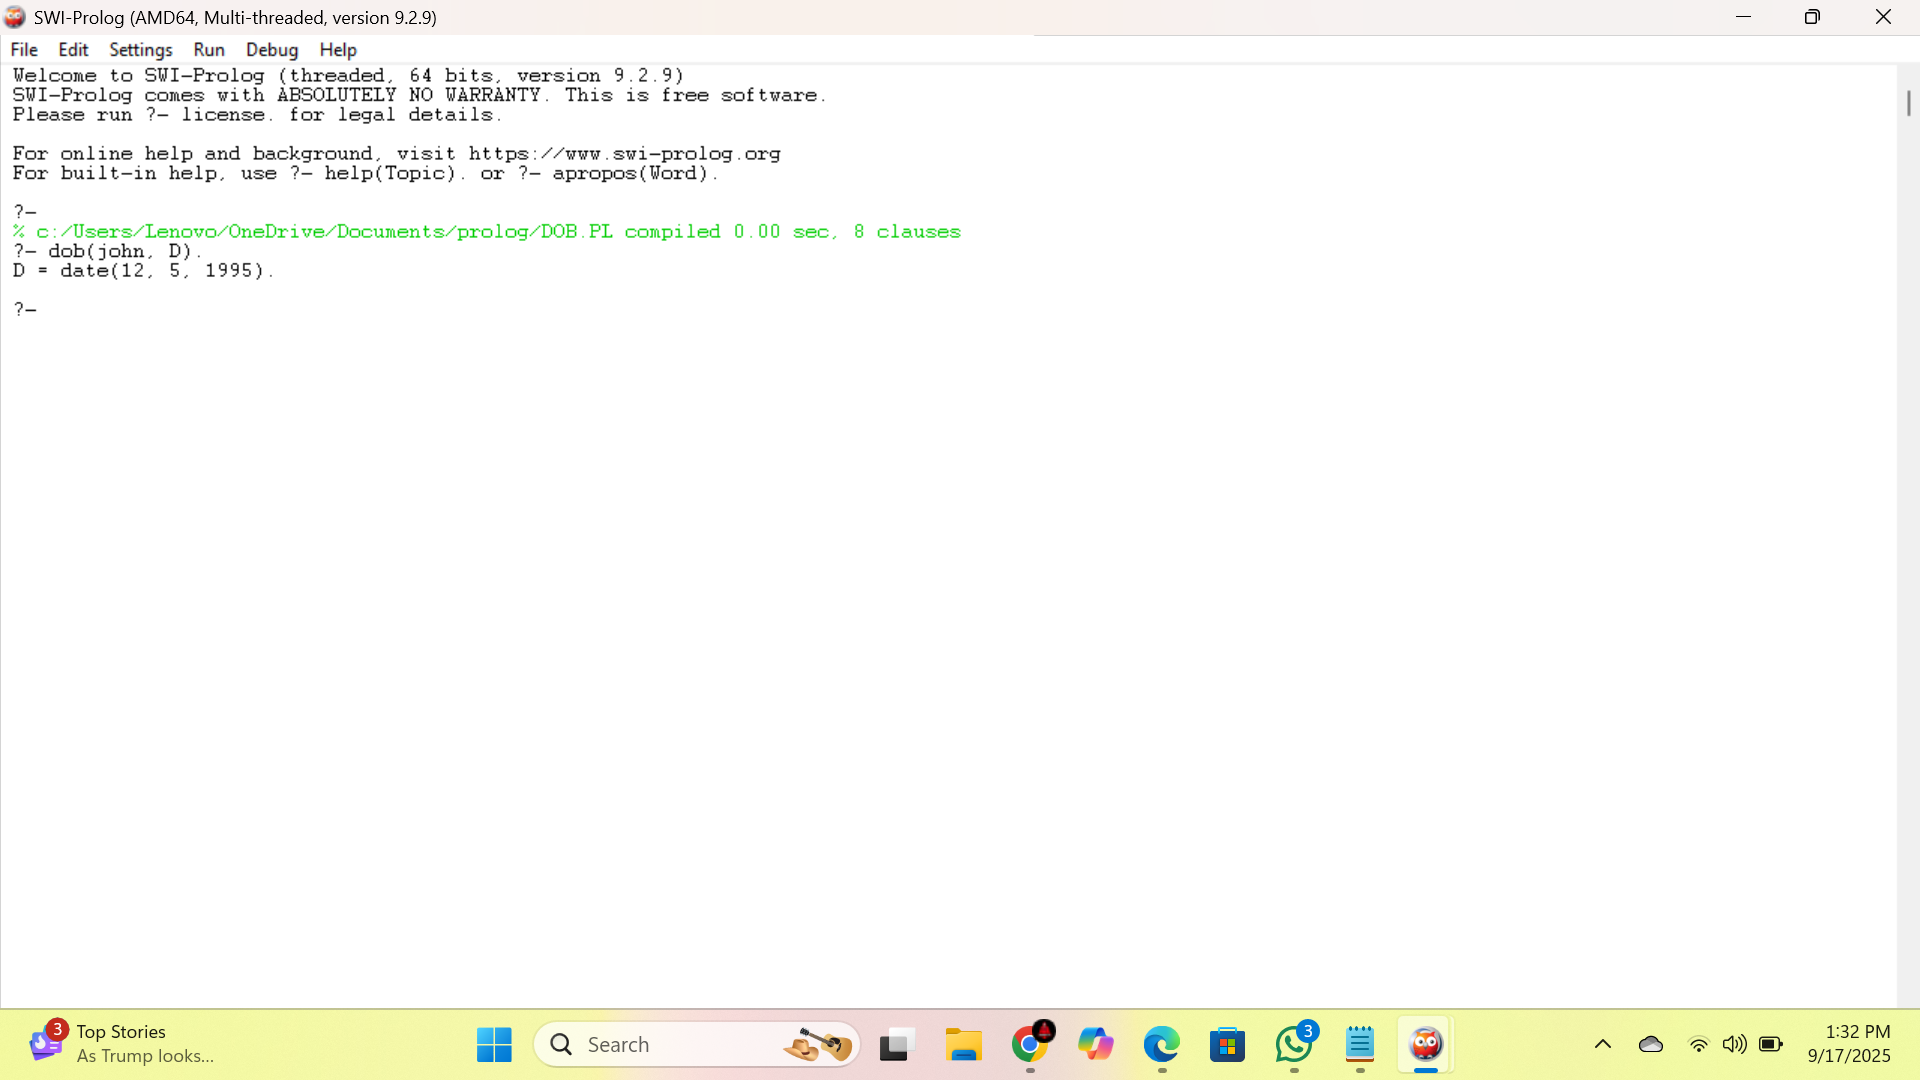 SWI-Prolog (AMD64, Multi-threaded, version 9.2.9)
File Edit Settings Run Debug Help
Welcome to SWI-Prolog (threaded, 64 bits, version 9.2.9)
SWI-Prolog comes with ABSOLUTELY NO WARRANTY. This is free software.
Please run ?- license. for legal details.
For online help and background, visit https://www.swi-prolog.org
For built-in help, use ?- help(Topic). or ?- apropos(Word).
?-
% c:/Users/Lenovo/OneDrive/Documents/prolog/DOB.PL compiled 0.00 sec, 8 clauses
?- dob(john, D).
D = date(12, 5, 1995).
?-
3 Top Stories
As Trump looks...
Search
3
1:32 PM
9/17/2025